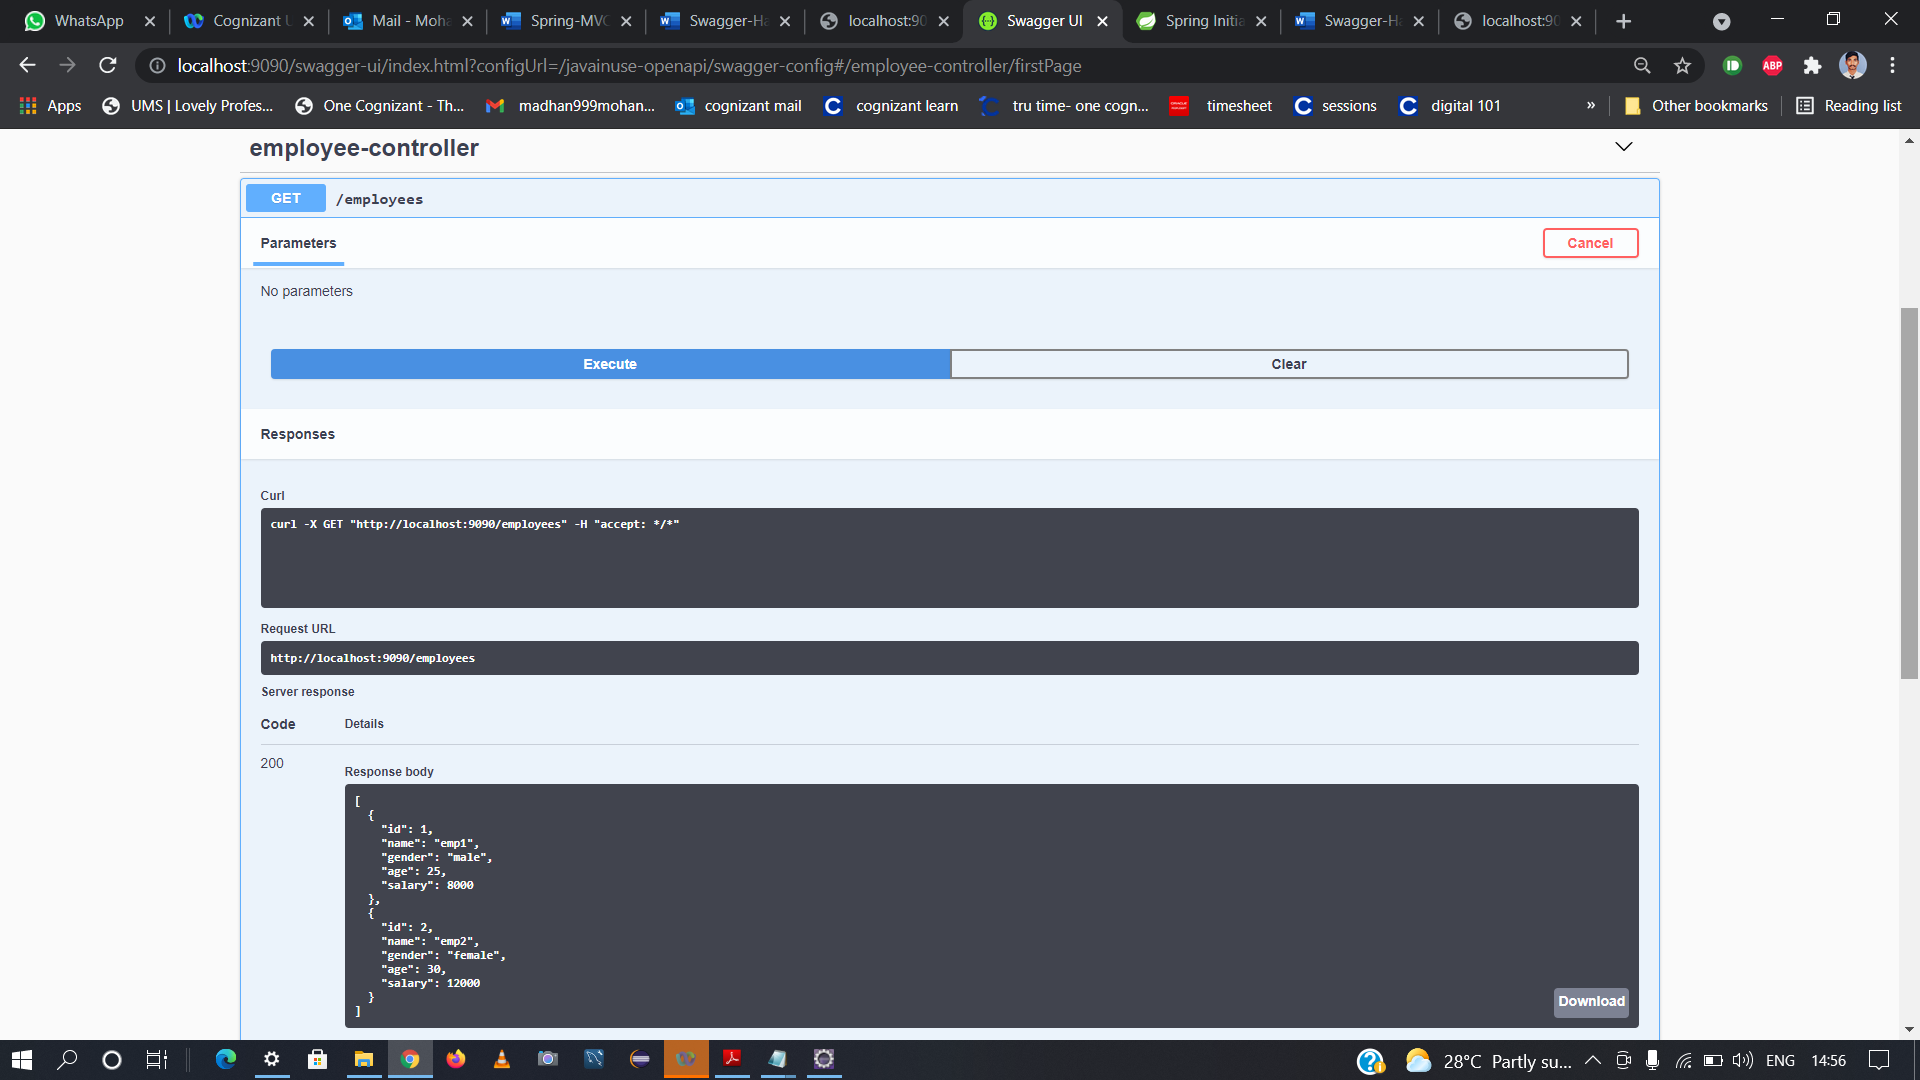 WhatsApp
Cognizant U
Mail - Moha
Spring-MVC
Swagger-Ha
localhost:90
Swagger UI
Spring Initia
Swagger-Ha
localhost:90
localhost:9090/swagger-ui/index.html?configUrl=/javainuse-openapi/swagger-config#/employee-controller/firstPage
ABP
Apps
UMS | Lovely Profes...
One Cognizant - Th...
madhan999mohan...
cognizant mail
cognizant learn
tru time- one cogn...
timesheet
sessions
digital 101
»
Other bookmarks
Reading list
employee-controller
GET /employees
Parameters
Cancel
No parameters
Execute
Clear
Responses
Curl
curl -X GET "http://localhost:9090/employees" -H "accept: */*"
Request URL
http://localhost:9090/employees
Server response
Code Details
200
Response body
[
{
"id": 1,
"name": "emp1",
"gender": "male",
"age": 25,
"salary": 8000
},
{
"id": 2,
"name": "emp2",
"gender": "female",
"age": 30,
"salary": 12000
}
]
Download
28°C Partly su...
ENG
14:56